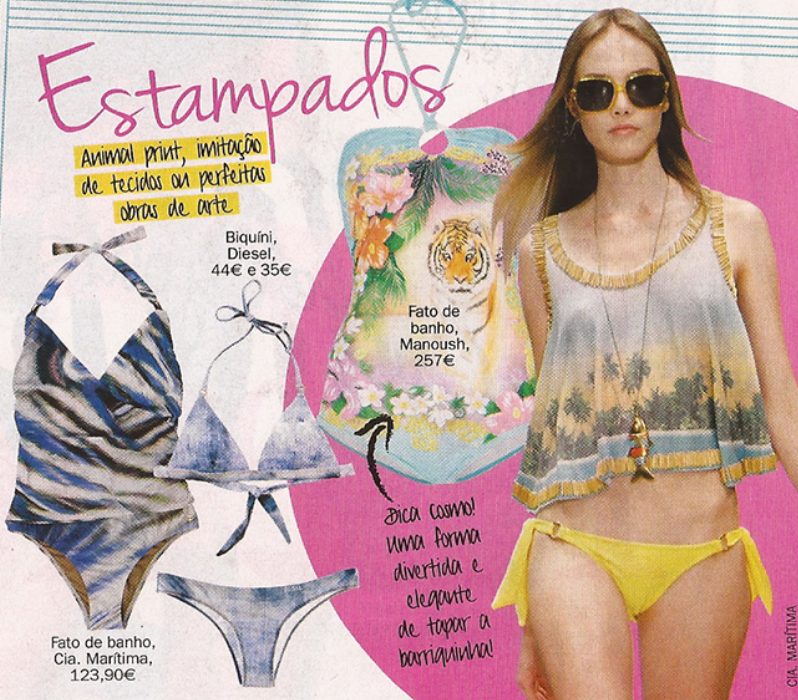 Estampados
Animal print, imitação
de tecidos ou perfeitas
obras de arte
Biquíni,
Diesel,
44€ e 35€
Fato de
banho,
Manoush,
257€
Dica cosmo!
uma forma
divertida e
elegante
de tapar a
barriguinha!
Fato de banho,
Cia. Marítima,
123,90€
CIA. MARÍTIMA